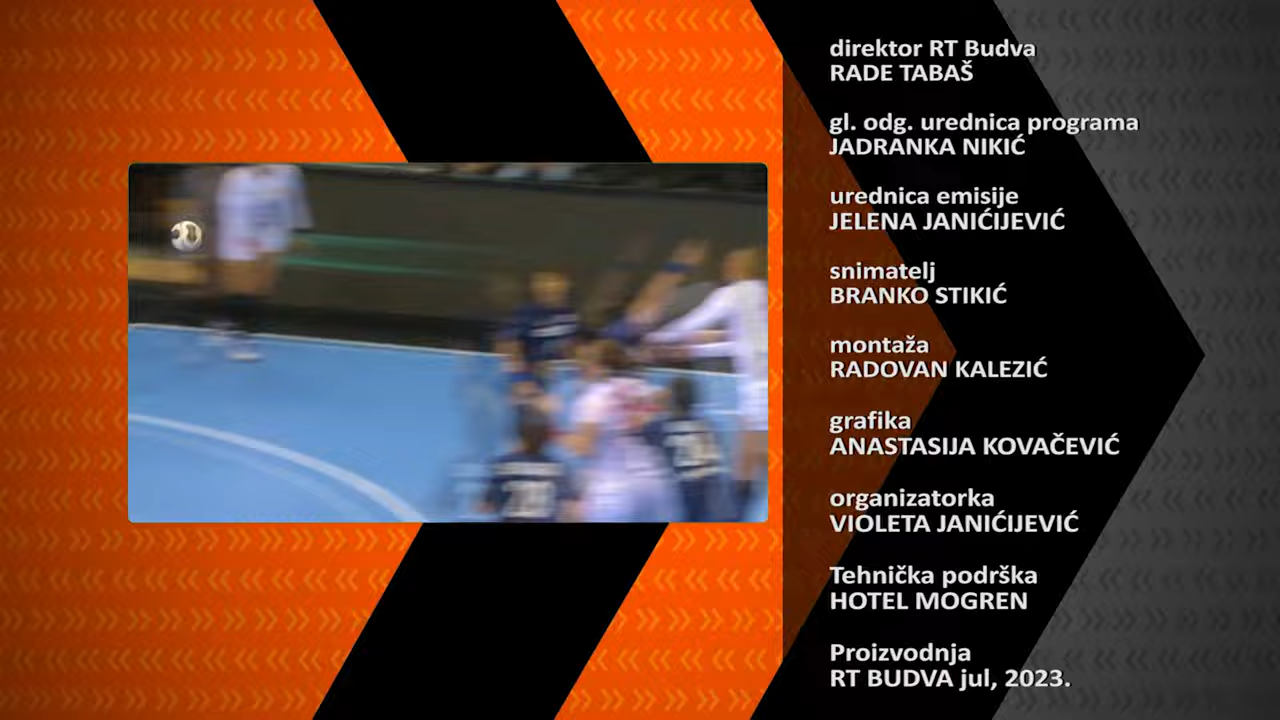 direktor RT Budva
RADE TABAŠ
gl. odg. urednica programa
JADRANKA NIKIĆ
urednica emisije
JELENA JANIĆIJEVIĆ
snimatelj
BRANKO STIKIĆ
montaža
RADOVAN KALEZIĆ
grafika
ANASTASIJA KOVAČEVIĆ
organizatorka
VIOLETA JANIĆIJEVIĆ
Tehnička podrška
HOTEL MOGREN
Proizvodnja
RT BUDVA jul, 2023.